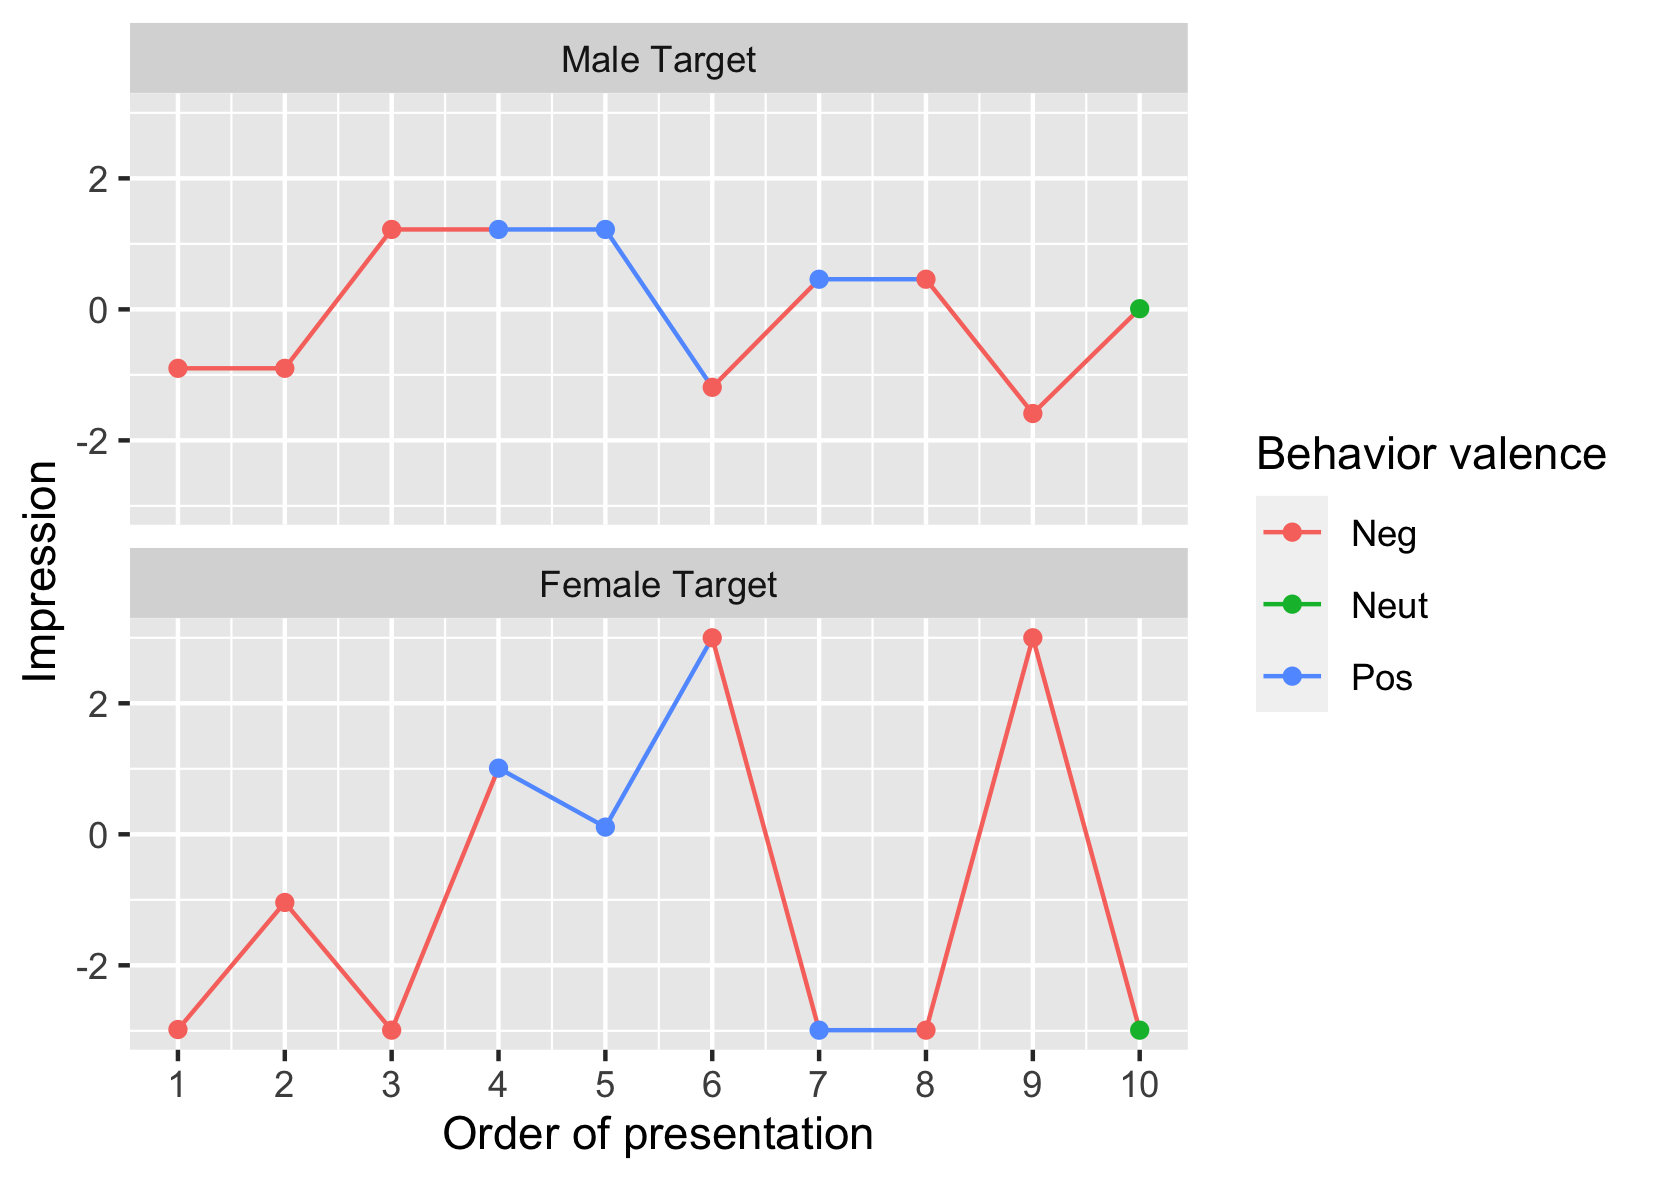 Male Target
2
0
-2
Female Target
2
0
-2
1 2 3 4 5 6 7 8 9 10
Order of presentation
Impression
Behavior valence
Neg
Neut
Pos